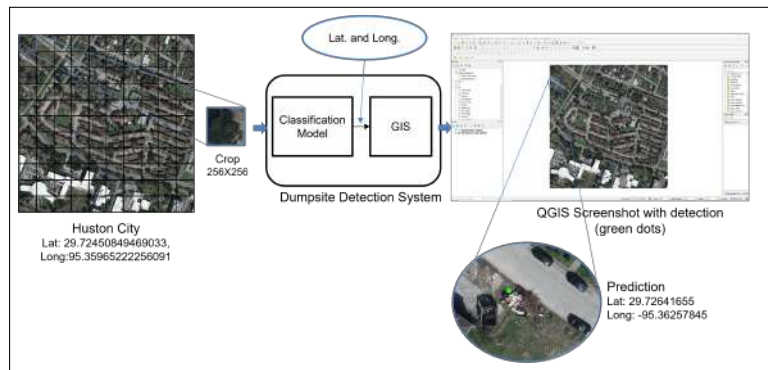 Lat. and Long.
Classification
Model
GIS
Crop
256X256
Dumpsite Detection System
Huston City
Lat: 29.72450849469033,
Long:95.35965222256091
QGIS Screenshot with detection
(green dots)
Prediction
Lat: 29.72641655
Long: -95.36257845